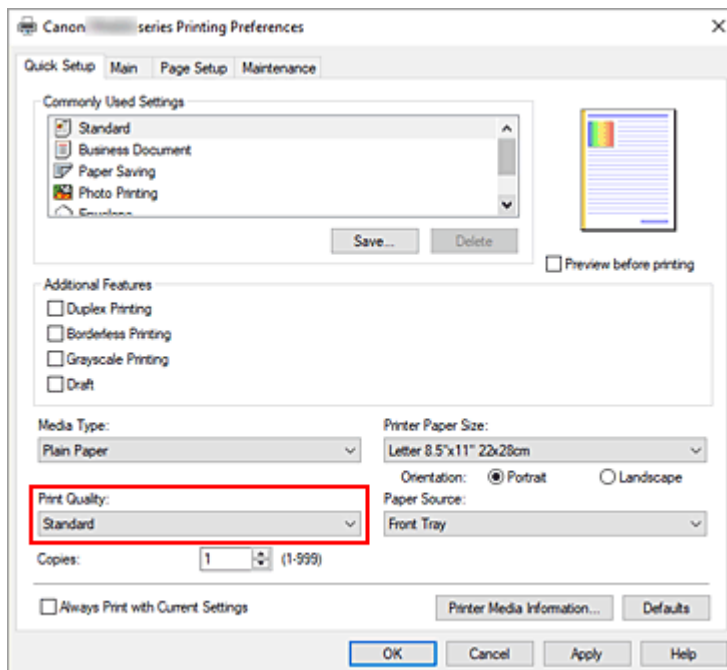 Canon series Printing Preferences
Quick Setup Main Page Setup Maintenance
Commonly Used Settings
Standard
Business Document
Paper Saving
Photo Printing
Envelope
Save... Delete
Preview before printing
Additional Features
Duplex Printing
Borderless Printing
Grayscale Printing
Draft
Media Type: Printer Paper Size:
Plain Paper Letter 8.5"x11" 22x28cm
Orientation: Portrait Landscape
Print Quality: Paper Source:
Standard Front Tray
Copies: 1 (1-999)
Always Print with Current Settings Printer Media Information... Defaults
OK Cancel Apply Help